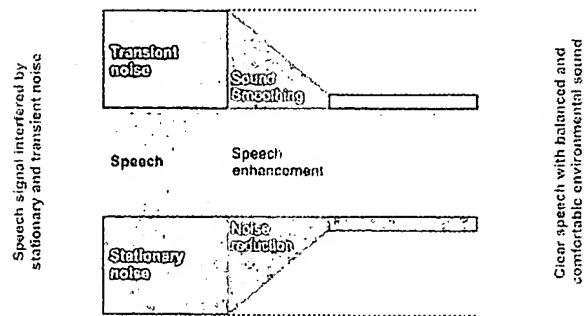 Speech signal interfered by
stationary and transient noise
Transient
noise
Sound
Smoothing
Speech
Speech
enhancement
Noise
reduction
Stationary
noise
Clear speech with balanced and
comfortable environmental sound